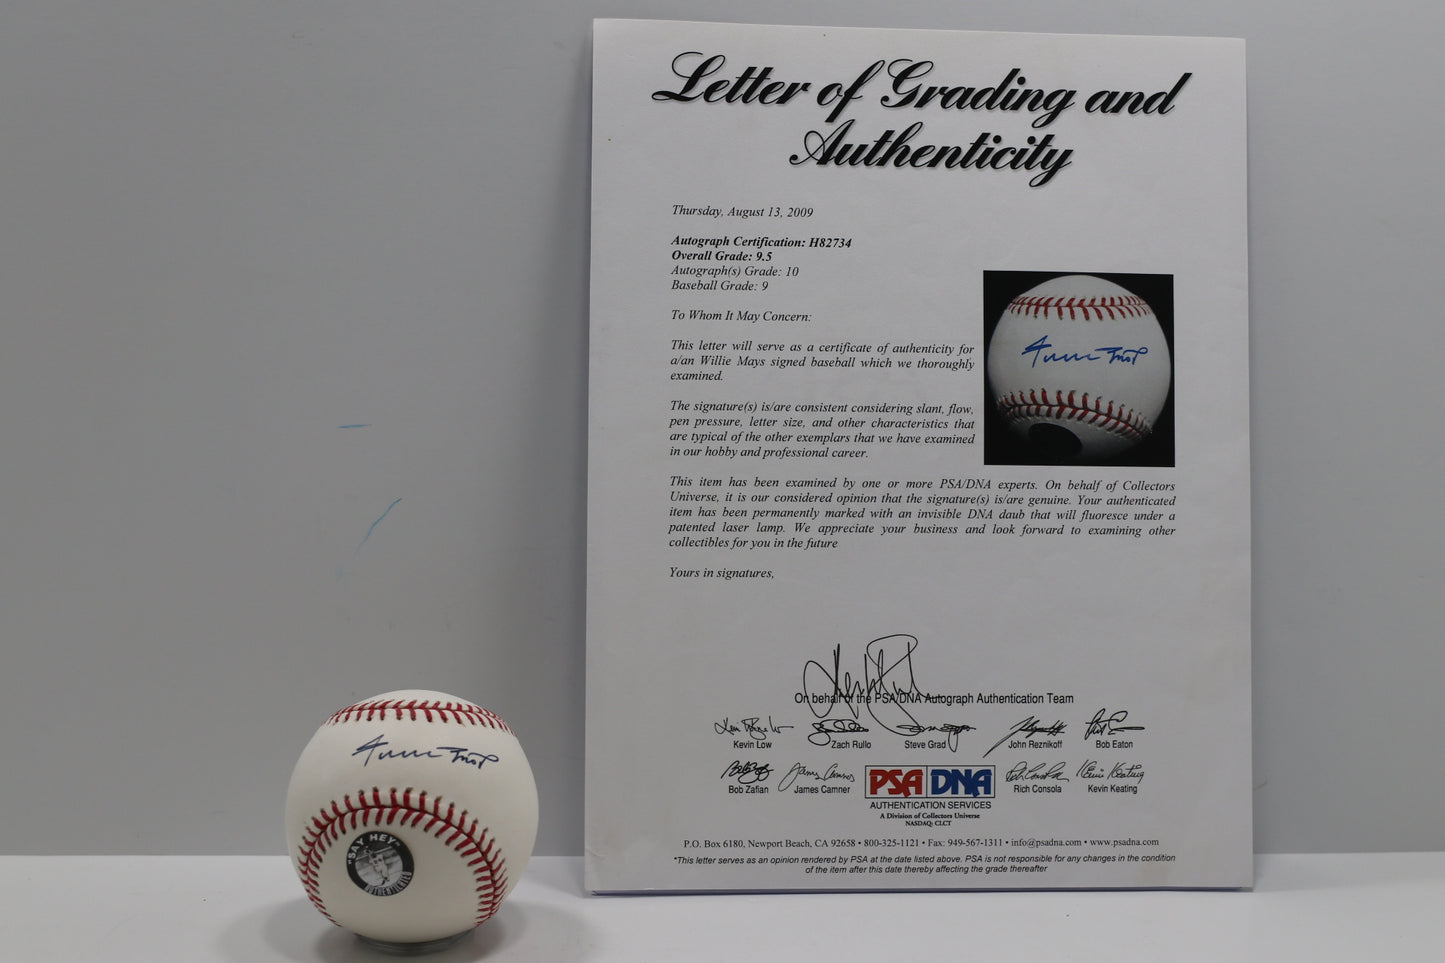 Letter of Grading and
Authenticity
Thursday, August 13, 2009
Autograph Certification: H82734
Overall Grade: 9.5
Autograph(s) Grade: 10
Baseball Grade: 9
To Whom It May Concern:
This letter will serve as a certificate of authenticity for
a/an Willie Mays signed baseball which we thoroughly
examined.
The signature(s) is/are consistent considering slant, flow,
pen pressure, letter size, and other characteristics that
are typical of the other exemplars that we have examined
in our hobby and professional career.
This item has been examined by one or more PSA/DNA experts. On behalf of Collectors
Universe, it is our considered opinion that the signature(s) is/are genuine. Your authenticated
item has been permanently marked with an invisible DNA daub that will fluoresce under a
patented laser lamp. We appreciate your business and look forward to examining other
collectibles for you in the future
Yours in signatures,
On behalf of the PSA/DNA Autograph Authentication Team
Kevin Low Zach Rullo Steve Grad John Reznikoff Bob Eaton
Bob Zafian James Camner PSA DNA Rich Consola Kevin Keating
AUTHENTICATION SERVICES
A Division of Collectors Universe
NASDAQ: CLCT
P.O. Box 6180, Newport Beach, CA 92658 • 800-325-1121 • Fax: 949-567-1311 • info@psadna.com • www.psadna.com
*This letter serves as an opinion rendered by PSA at the date listed above. PSA is not responsible for any changes in the condition
of the item after this date thereby affecting the grade thereafter
Willie Mays
"SAY HEY"
AUTHENTICATED